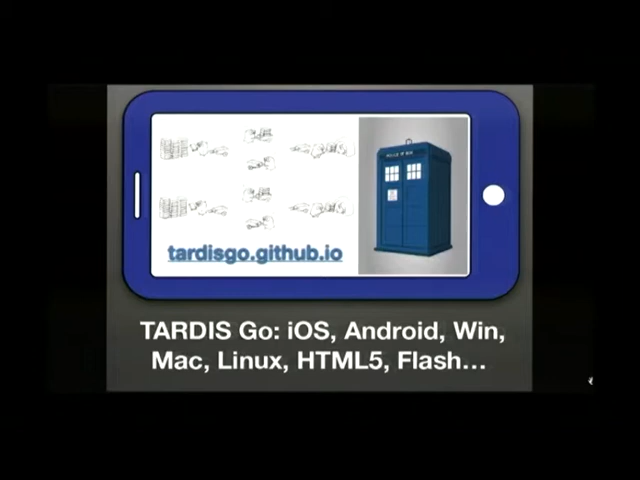 tardisgo.github.io
TARDIS Go: iOS, Android, Win,
Mac, Linux, HTML5, Flash...